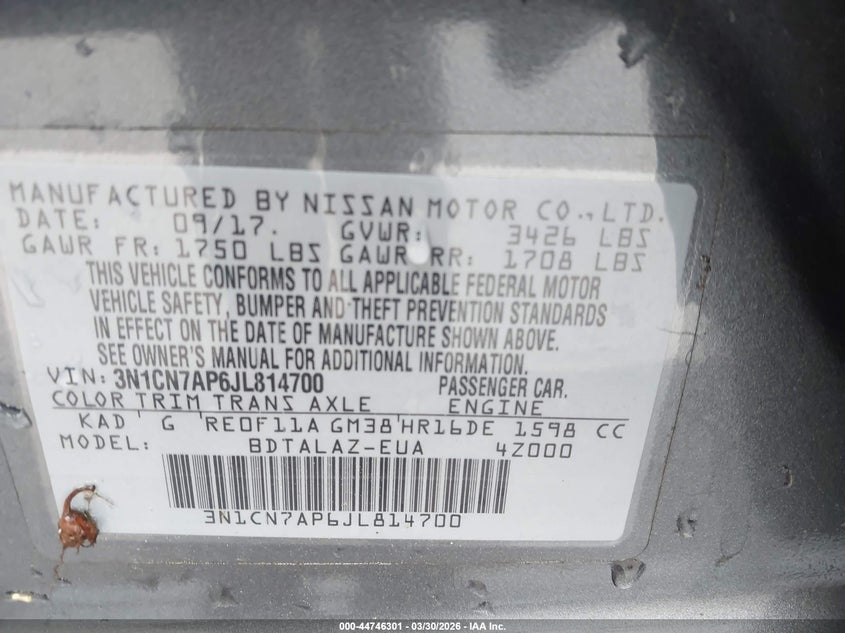 MANUFACTURED BY NISSAN MOTOR CO.,LTD.
DATE: 09/17. GVWR: 3426 LBS
GAWR FR: 1750 LBS GAWR RR: 1708 LBS
THIS VEHICLE CONFORMS TO ALL APPLICABLE FEDERAL MOTOR
VEHICLE SAFETY, BUMPER AND THEFT PREVENTION STANDARDS
IN EFFECT ON THE DATE OF MANUFACTURE SHOWN ABOVE.
SEE OWNER'S MANUAL FOR ADDITIONAL INFORMATION.
VIN: 3N1CN7AP6JL814700 PASSENGER CAR.
COLOR TRIM TRANS AXLE ENGINE
KAD G RE0F11A GM38 HR16DE 1598 CC
MODEL: BDTALAZ-EUA 4Z000
3N1CN7AP6JL814700
000-44746301 - 03/30/2026 - IAA Inc.